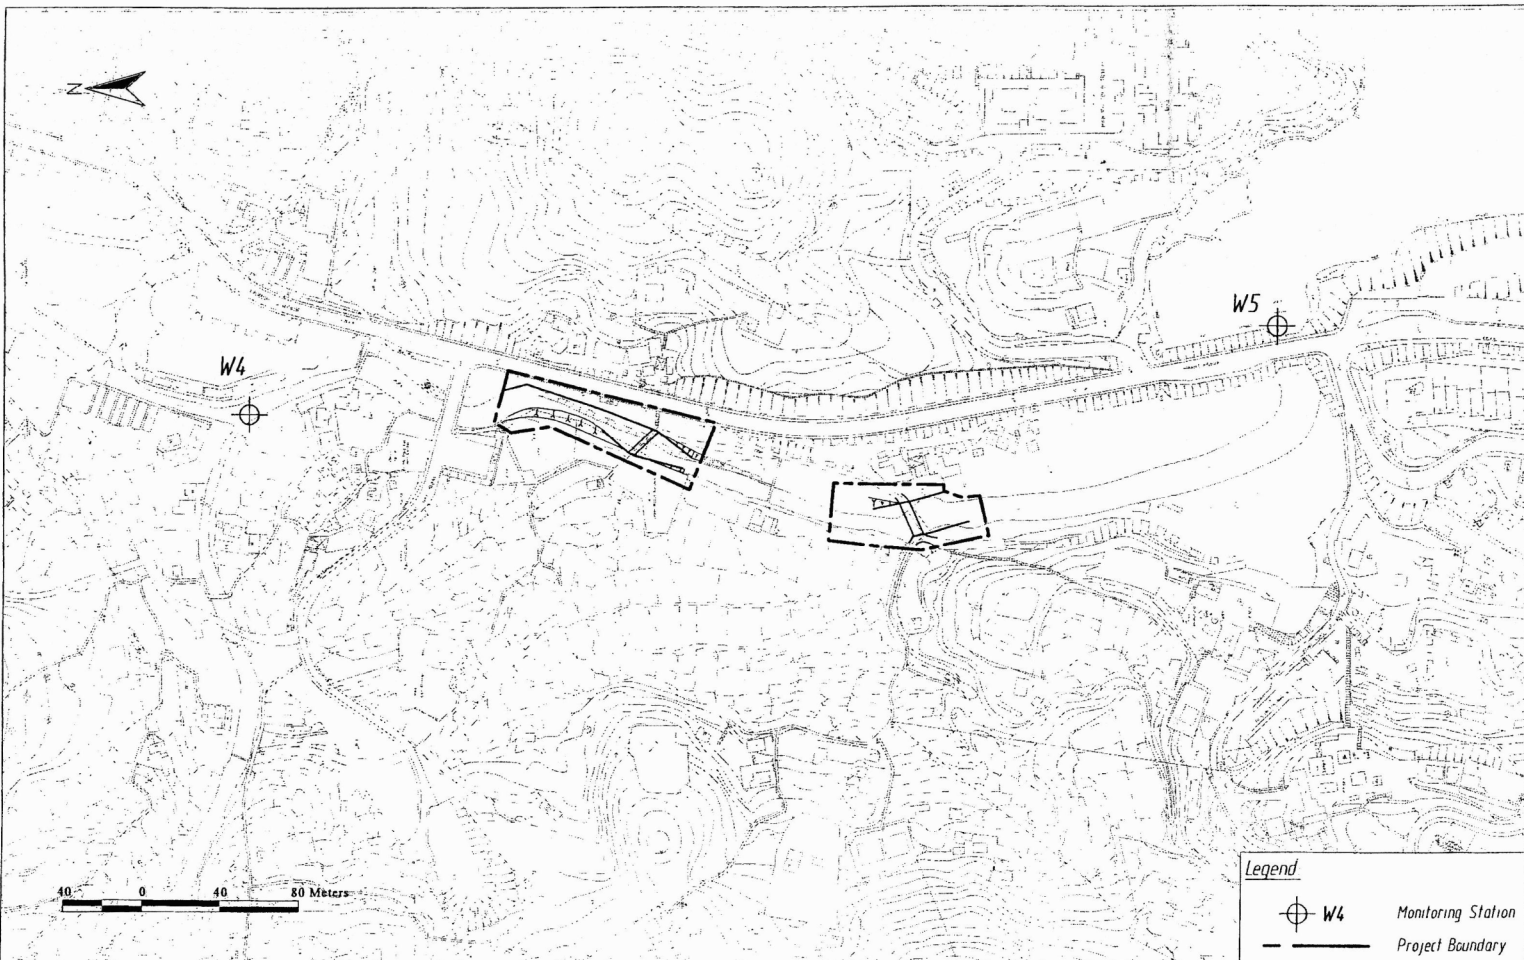 N
W5
W4
40 0 40 80 Meters
Legend
W4 Monitoring Station
Project Boundary